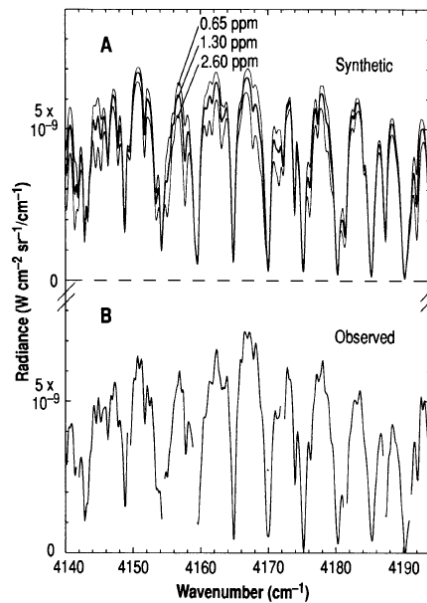 A
0.65 ppm
1.30 ppm
2.60 ppm
Synthetic
5 x
10⁻⁹
0
B
Observed
5 x
10⁻⁹
0
Radiance (W cm⁻² sr⁻¹/cm⁻¹)
4140 4150 4160 4170 4180 4190
Wavenumber (cm⁻¹)